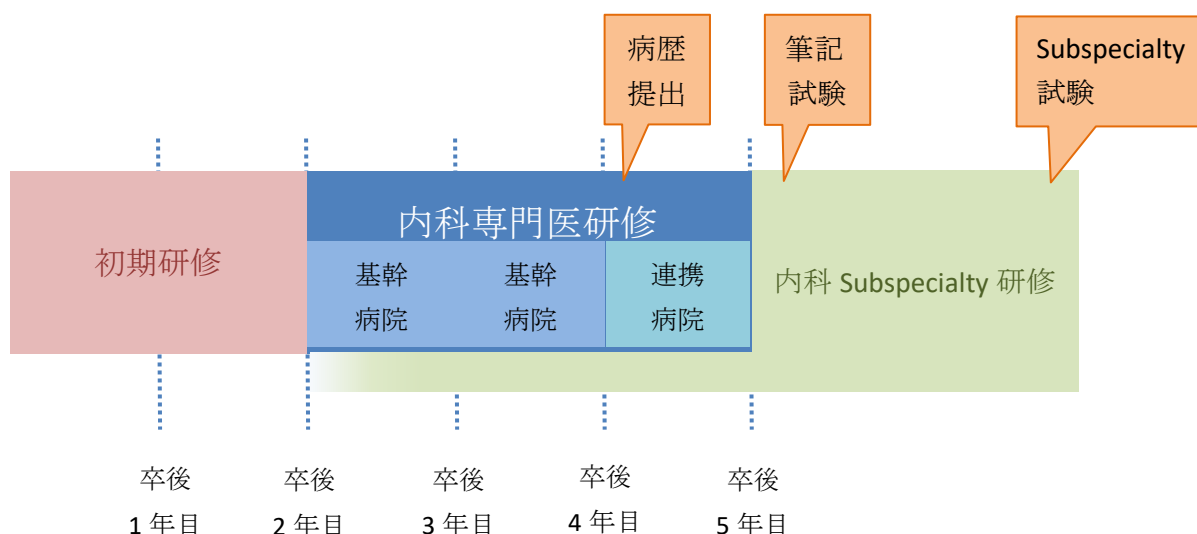 病歴
提出
筆記
試験
Subspecialty
試験
初期研修
内科専門医研修
基幹
病院
基幹
病院
連携
病院
内科 Subspecialty 研修
卒後
1 年目
卒後
2 年目
卒後
3 年目
卒後
4 年目
卒後
5 年目